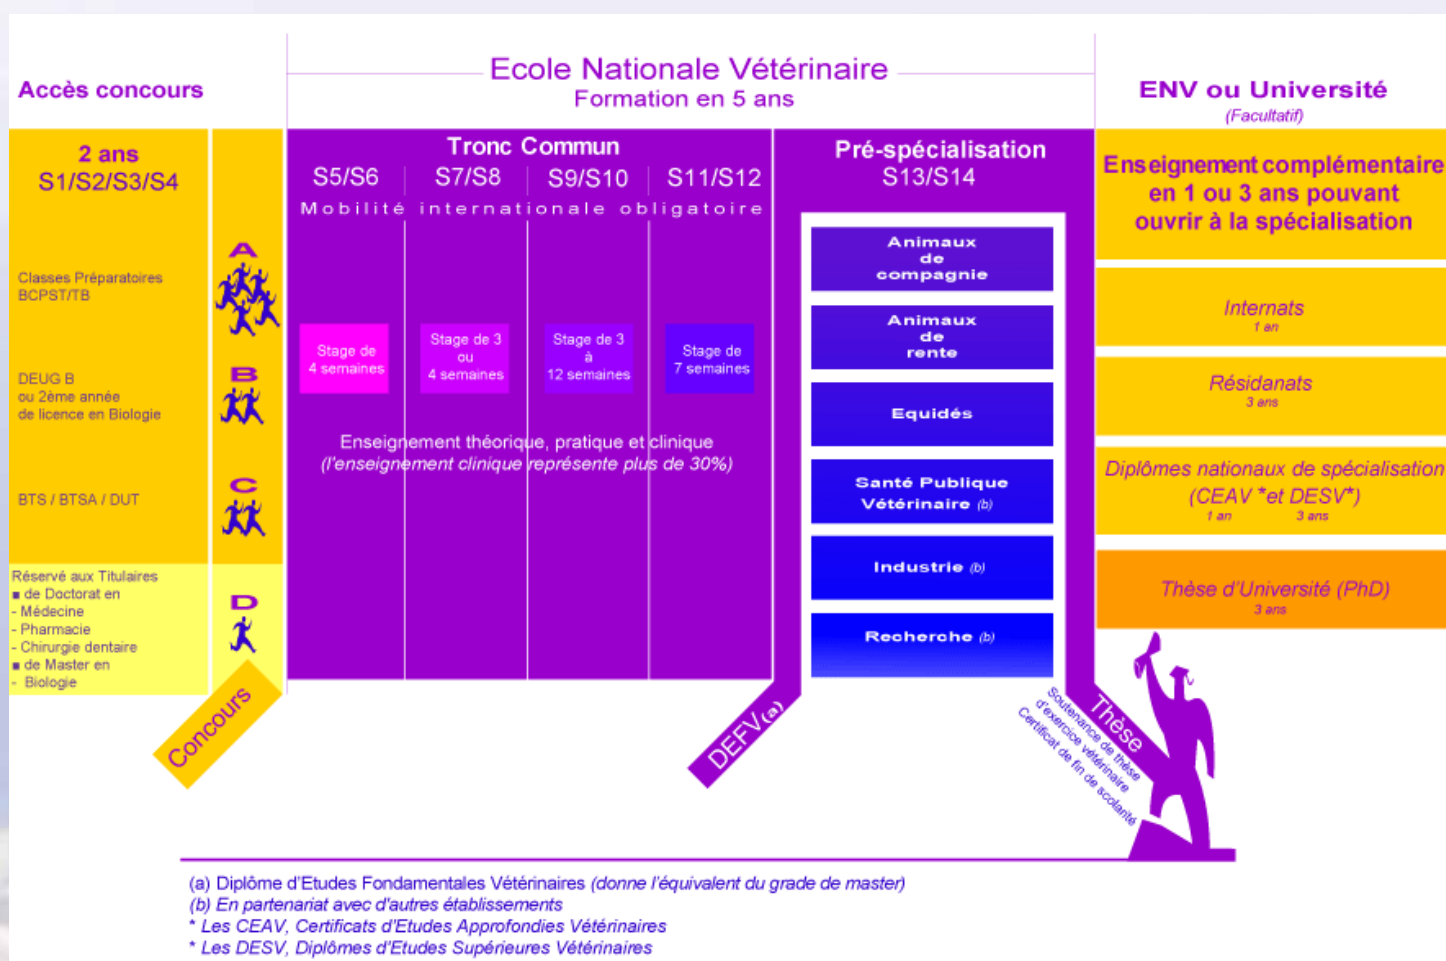 Accès concours
Ecole Nationale Vétérinaire
Formation en 5 ans
ENV ou Université
(Facultatif)
2 ans
S1/S2/S3/S4
Classes Préparatoires
BCPST/TB
DEUG B
ou 2ème année
de licence en Biologie
BTS / BTSA / DUT
Réservé aux Titulaires
■ de Doctorat en
- Médecine
- Pharmacie
- Chirurgie dentaire
■ de Master en
- Biologie
A
B
C
D
Concours
Tronc Commun
S5/S6
S7/S8
S9/S10
S11/S12
Mobilité internationale obligatoire
Stage de
4 semaines
Stage de 3
ou
4 semaines
Stage de 3
à
12 semaines
Stage de
7 semaines
Enseignement théorique, pratique et clinique
(l'enseignement clinique représente plus de 30%)
DEFV(a)
Pré-spécialisation
S13/S14
Animaux
de
compagnie
Animaux
de
rente
Equidés
Santé Publique
Vétérinaire (b)
Industrie (b)
Recherche (b)
Thèse
Soutenance de thèse
d'exercice vétérinaire
Certificat de fin de scolarité
Enseignement complémentaire
en 1 ou 3 ans pouvant
ouvrir à la spécialisation
Internats
1 an
Résidanats
3 ans
Diplômes nationaux de spécialisation
(CEAV *et DESV*)
1 an 3 ans
Thèse d'Université (PhD)
3 ans
(a) Diplôme d'Etudes Fondamentales Vétérinaires (donne l'équivalent du grade de master)
(b) En partenariat avec d'autres établissements
* Les CEAV, Certificats d'Etudes Approfondies Vétérinaires
* Les DESV, Diplômes d'Etudes Supérieures Vétérinaires